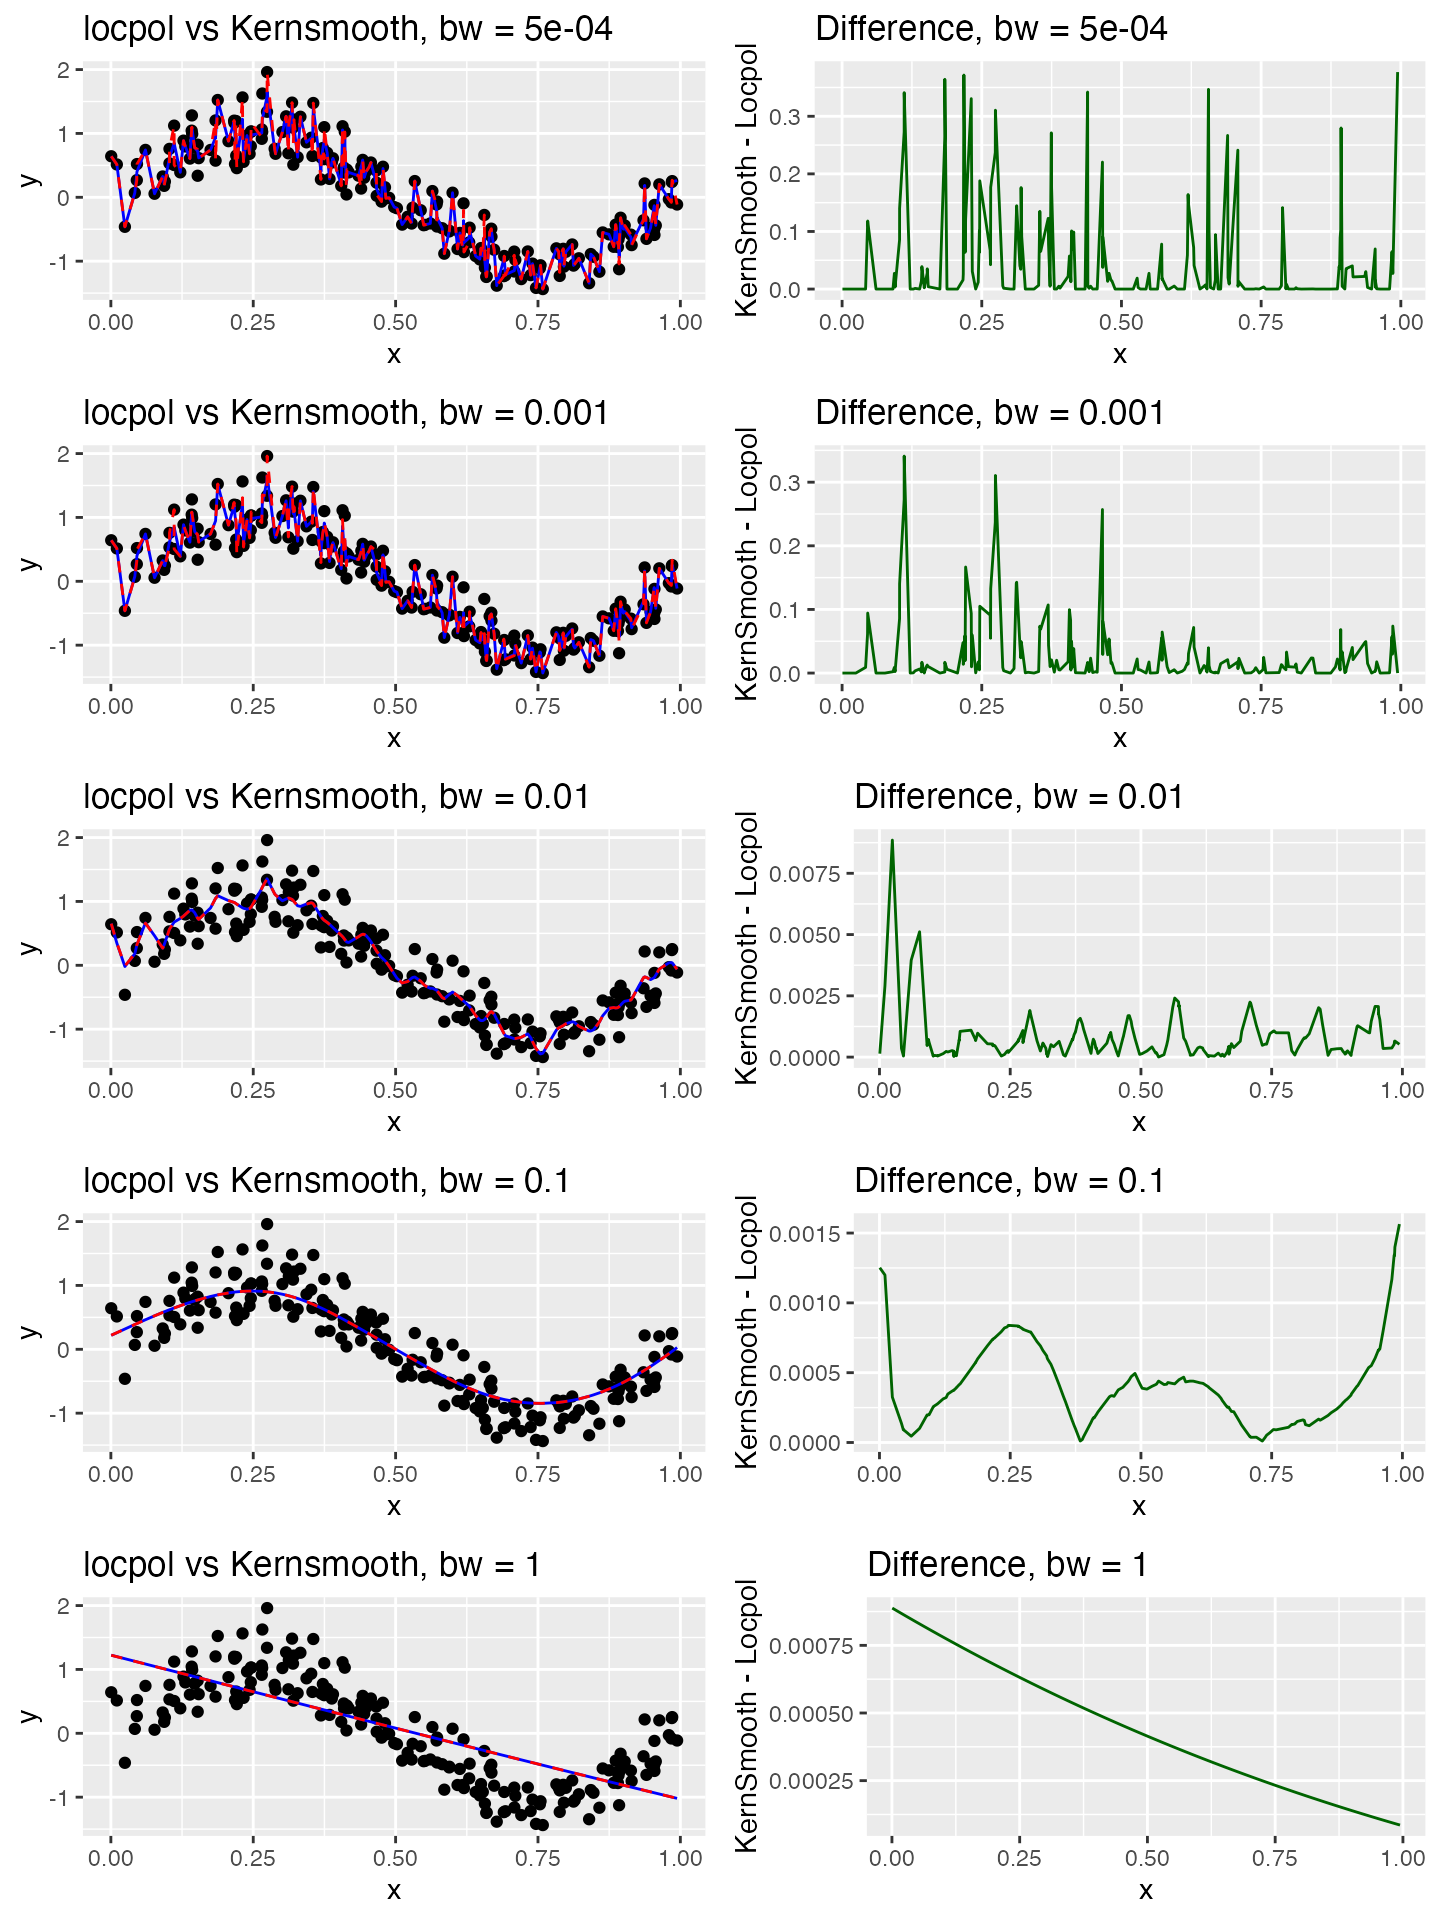 locpol vs Kernsmooth, bw = 5e-04
y
2
1
0
-1
0.00 0.25 0.50 0.75 1.00
x
Difference, bw = 5e-04
KernSmooth - Locpol
0.3
0.2
0.1
0.0
0.00 0.25 0.50 0.75 1.00
x
locpol vs Kernsmooth, bw = 0.001
y
2
1
0
-1
0.00 0.25 0.50 0.75 1.00
x
Difference, bw = 0.001
KernSmooth - Locpol
0.3
0.2
0.1
0.0
0.00 0.25 0.50 0.75 1.00
x
locpol vs Kernsmooth, bw = 0.01
y
2
1
0
-1
0.00 0.25 0.50 0.75 1.00
x
Difference, bw = 0.01
KernSmooth - Locpol
0.0075
0.0050
0.0025
0.0000
0.00 0.25 0.50 0.75 1.00
x
locpol vs Kernsmooth, bw = 0.1
y
2
1
0
-1
0.00 0.25 0.50 0.75 1.00
x
Difference, bw = 0.1
KernSmooth - Locpol
0.0015
0.0010
0.0005
0.0000
0.00 0.25 0.50 0.75 1.00
x
locpol vs Kernsmooth, bw = 1
y
2
1
0
-1
0.00 0.25 0.50 0.75 1.00
x
Difference, bw = 1
KernSmooth - Locpol
0.00075
0.00050
0.00025
0.00 0.25 0.50 0.75 1.00
x